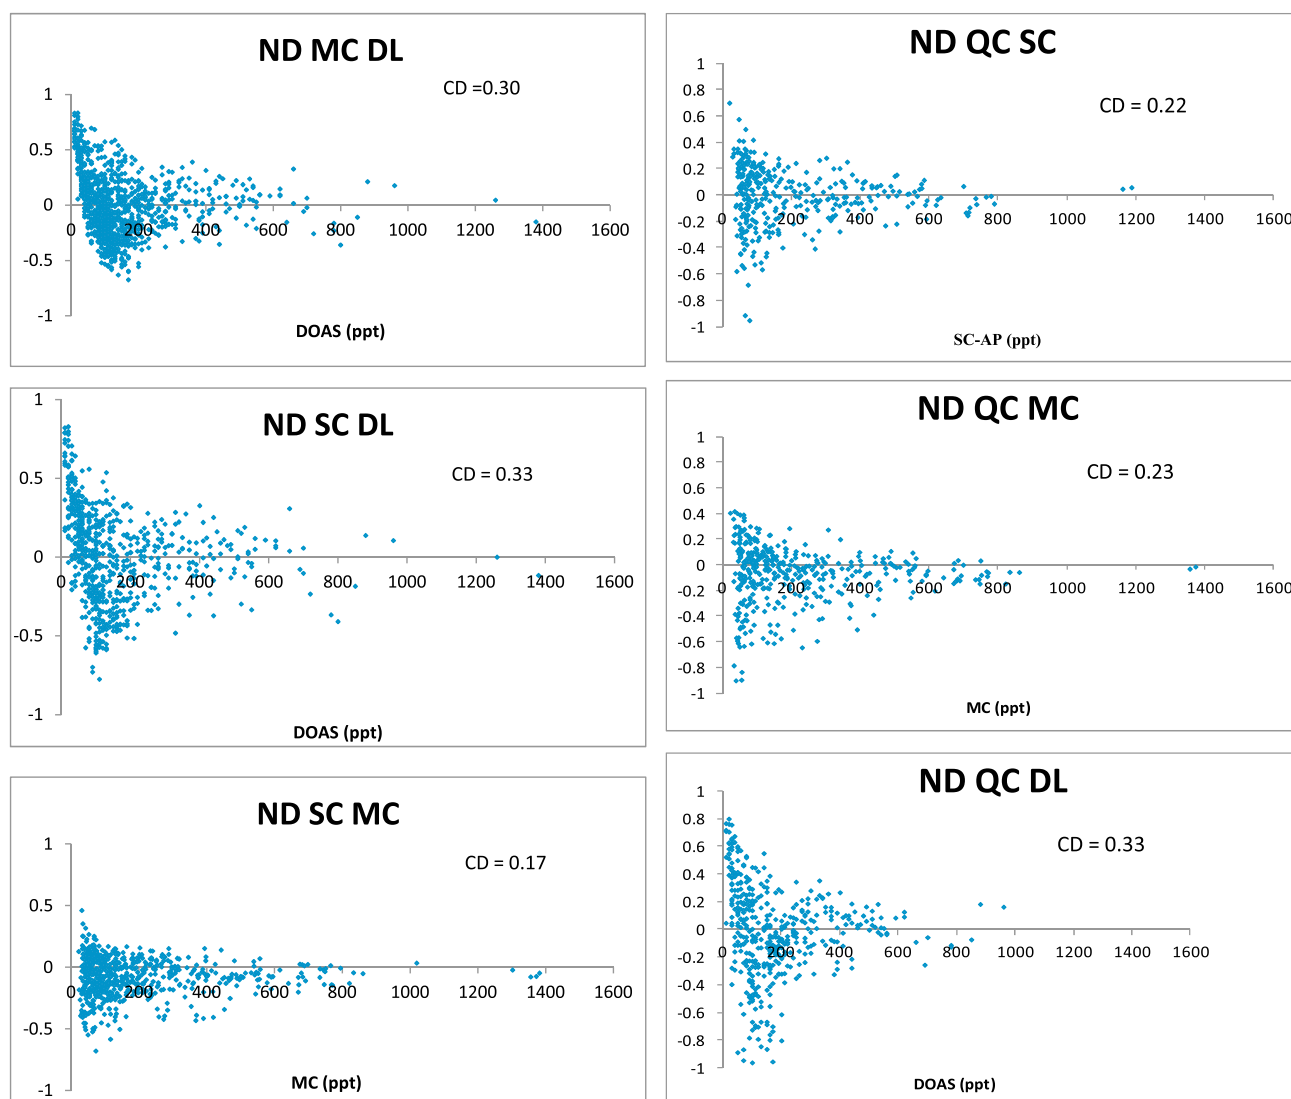 ND MC DL
CD =0.30
1
0.5
0
-0.5
-1
0 200 400 600 800 1000 1200 1400 1600
DOAS (ppt)
ND QC SC
CD = 0.22
1
0.8
0.6
0.4
0.2
0
-0.2
-0.4
-0.6
-0.8
-1
0 200 400 600 800 1000 1200 1400 1600
SC-AP (ppt)
ND SC DL
CD = 0.33
1
0.5
0
-0.5
-1
0 200 400 600 800 1000 1200 1400 1600
DOAS (ppt)
ND QC MC
CD = 0.23
1
0.8
0.6
0.4
0.2
0
-0.2
-0.4
-0.6
-0.8
-1
0 200 400 600 800 1000 1200 1400 1600
MC (ppt)
ND SC MC
CD = 0.17
1
0.5
0
-0.5
-1
0 200 400 600 800 1000 1200 1400 1600
MC (ppt)
ND QC DL
CD = 0.33
1
0.8
0.6
0.4
0.2
0
-0.2
-0.4
-0.6
-0.8
-1
0 200 400 600 800 1000 1200 1400 1600
DOAS (ppt)